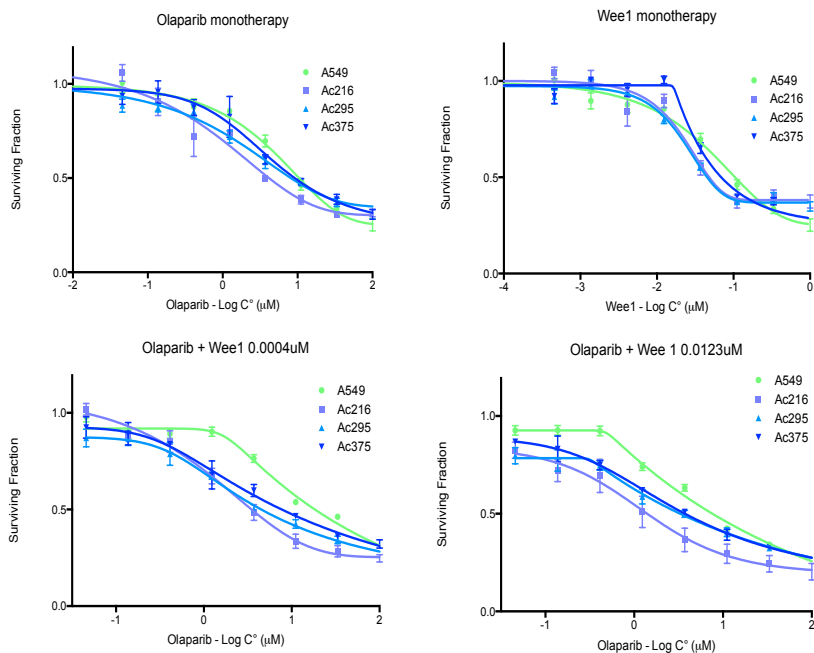 Olaparib monotherapy
Surviving Fraction
1.0
0.5
0.0
-2
-1
0
1
2
Olaparib - Log C° (μM)
A549
Ac216
Ac295
Ac375
Wee1 monotherapy
Surviving Fraction
1.0
0.5
0.0
-4
-3
-2
-1
0
Wee1 - Log C° (μM)
A549
Ac216
Ac295
Ac375
Olaparib + Wee1 0.0004uM
Surviving Fraction
1.0
0.5
0.0
-1
0
1
2
Olaparib - Log C° (μM)
A549
Ac216
Ac295
Ac375
Olaparib + Wee 1 0.0123uM
Surviving Fraction
1.0
0.5
0.0
-1
0
1
2
Olaparib - Log C° (μM)
A549
Ac216
Ac295
Ac375